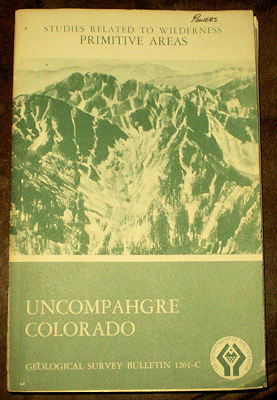 Powers
STUDIES RELATED TO WILDERNESS
PRIMITIVE AREAS
UNCOMPAHGRE
COLORADO
GEOLOGICAL SURVEY BULLETIN 1261-C